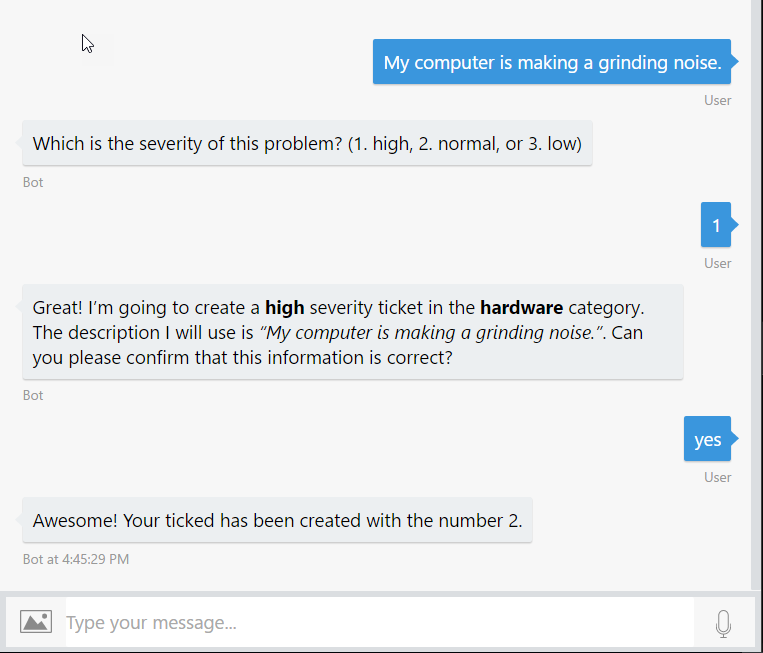 My computer is making a grinding noise.
User
Which is the severity of this problem? (1. high, 2. normal, or 3. low)
Bot
1
User
Great! I’m going to create a high severity ticket in the hardware category.
The description I will use is “My computer is making a grinding noise.”. Can
you please confirm that this information is correct?
Bot
yes
User
Awesome! Your ticked has been created with the number 2.
Bot at 4:45:29 PM
Type your message...